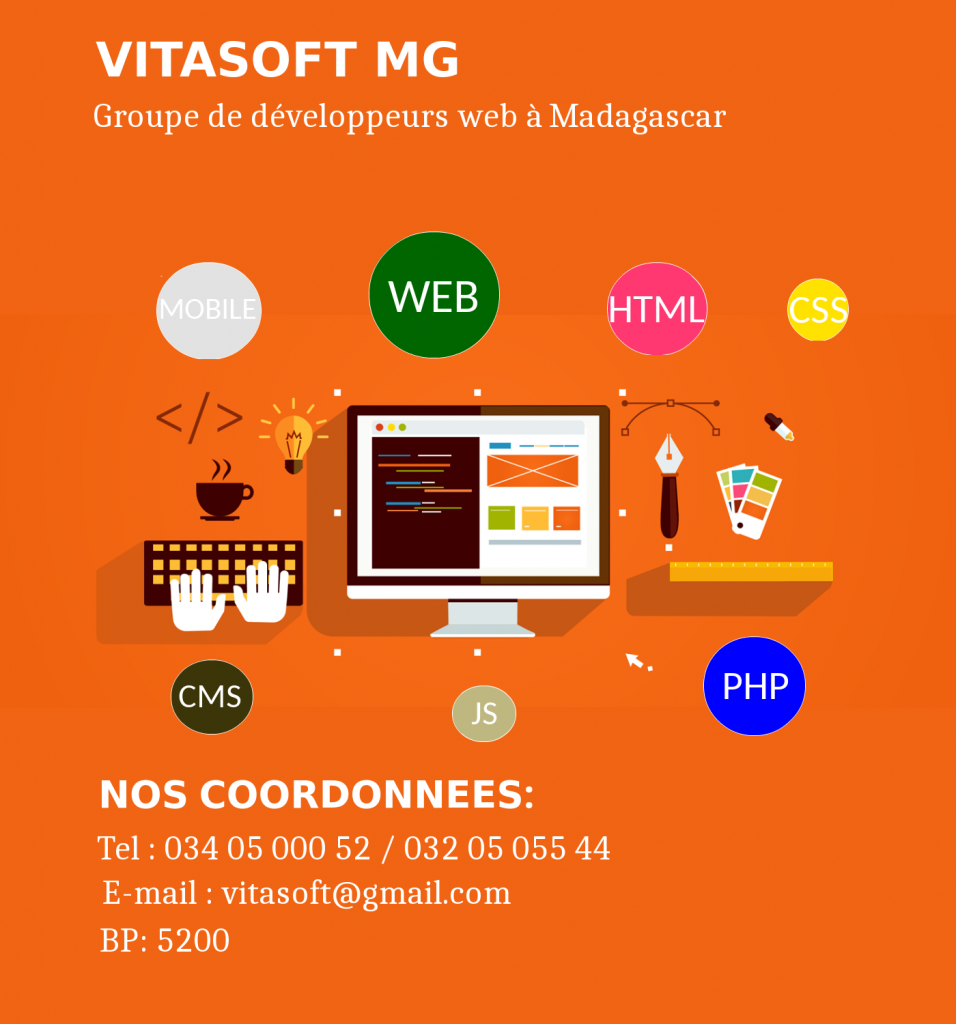 VITASOFT MG
Groupe de développeurs web à Madagascar
MOBILE
WEB
HTML
CSS
</>
CMS
JS
PHP
NOS COORDONNEES:
Tel : 034 05 000 52 / 032 05 055 44
E-mail : vitasoft@gmail.com
BP: 5200